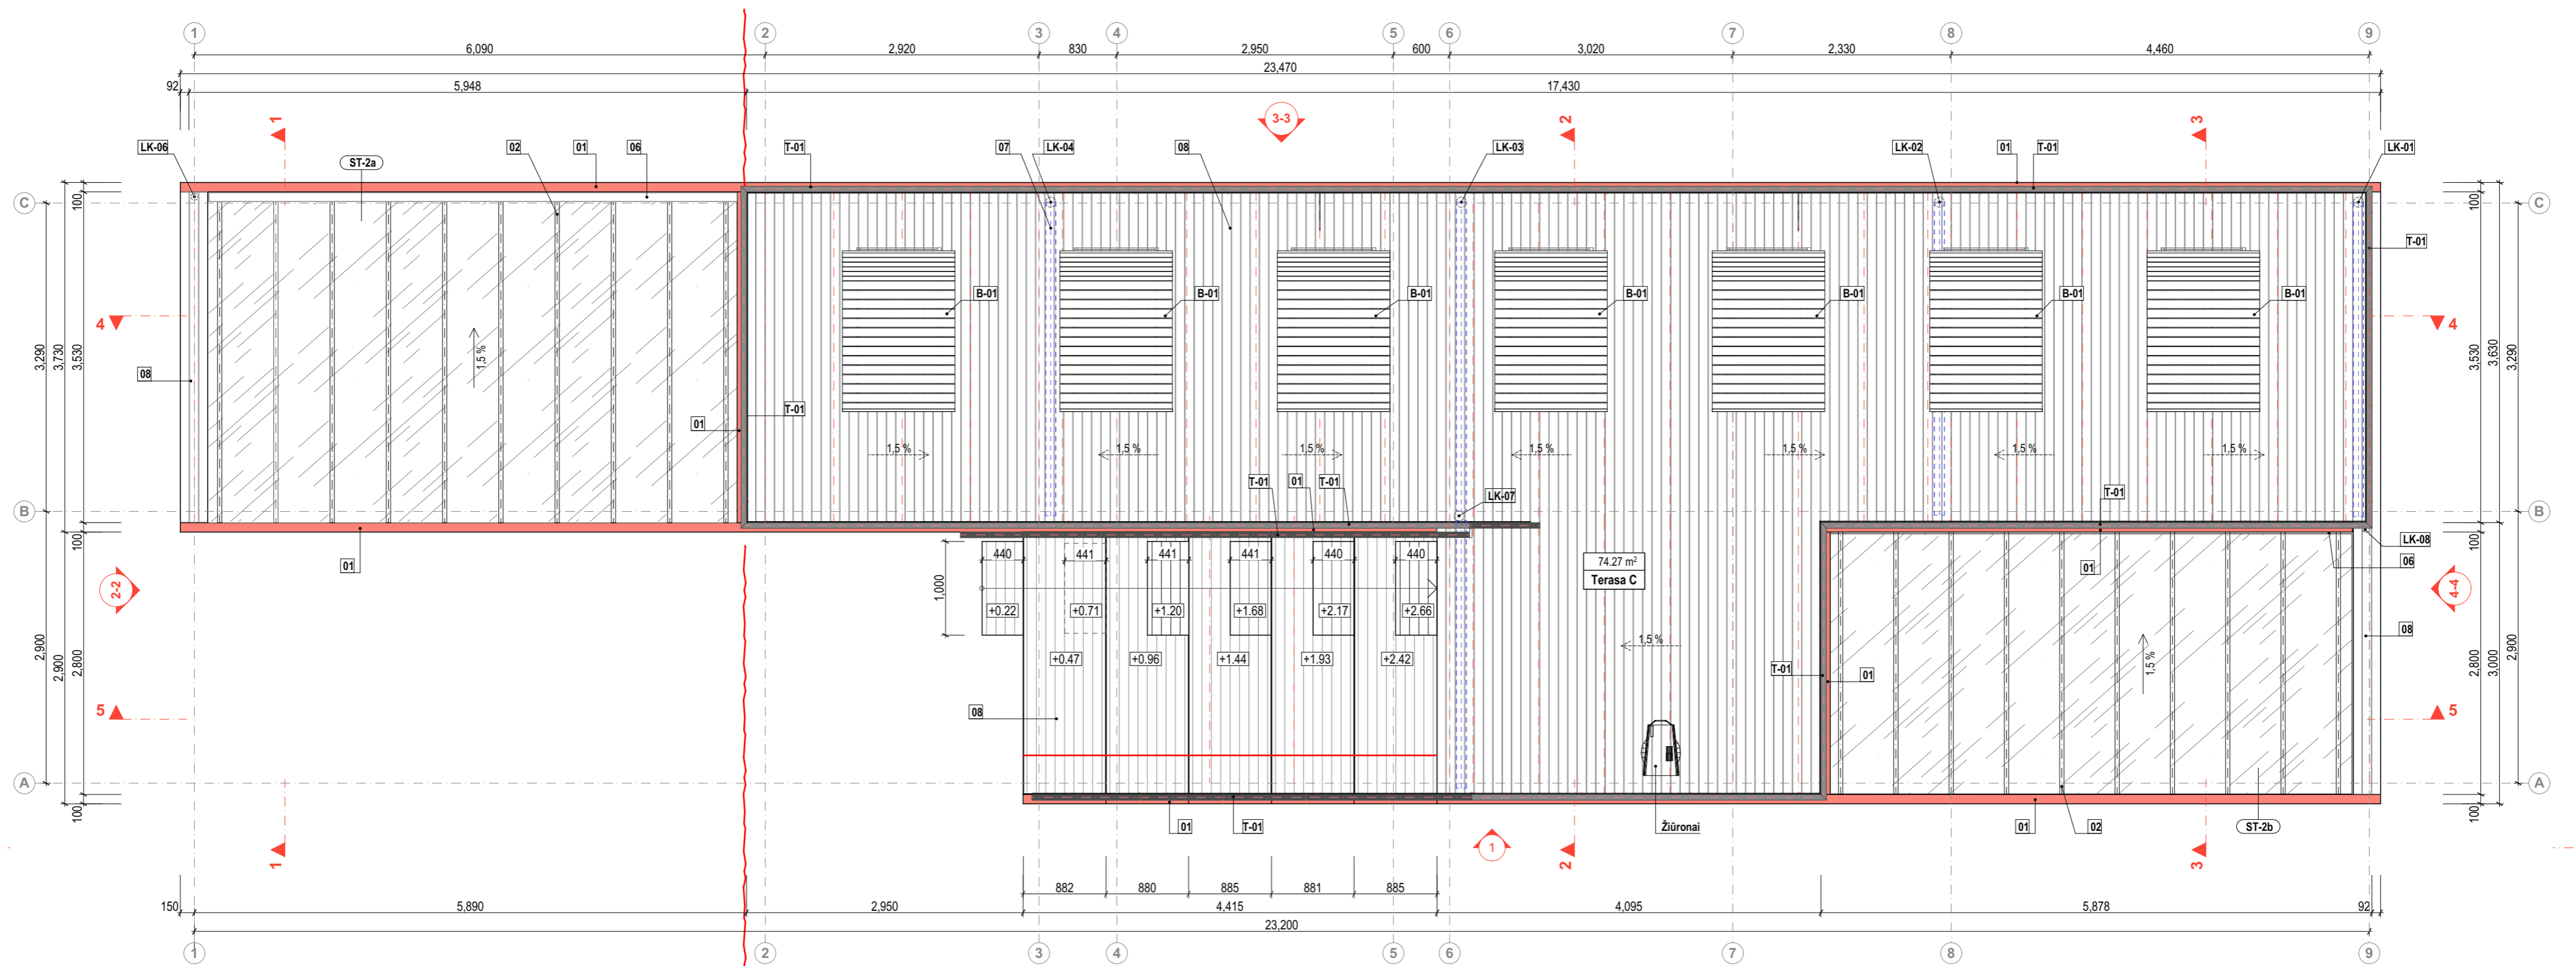 1 2 3 4 5 6 7 8 9
6,090 2,920 830 2,950 600 3,020 2,330 4,460
23,470
92 5,948 17,430
1 3-3 2 3
LK-06 ST-2a 02 01 06 T-01 07 LK-04 08 LK-03 LK-02 01 T-01 LK-01
C 100 100 C
T-01
B-01 B-01 B-01 B-01 B-01 B-01 B-01
4 4
3,290 3,730 3,530 1,5 % 3,530 3,630 3,290
08
T-01
01
1,5 % 1,5 % 1,5 % 1,5 % 1,5 % 1,5 % 1,5 %
T-01 01 T-01 LK-07 T-01
B B
100 100
01 440 441 441 441 440 440 01 LK-08
06
74.27 m²
Terasa C
2-2 1,000 4-4
+0.22 +0.71 +1.20 +1.68 +2.17 +2.66
08
2,900 2,900 2,800 1,5 % 1,5 % 2,800 3,000 2,900
+0.47 +0.96 +1.44 +1.93 +2.42
T-01 01
08
5 5
A A
100 100
01 T-01 Žiūronai 01 02 ST-2b
1 1 2 3
882 880 885 881 885
150 5,890 2,950 4,415 4,095 5,878 92
23,200
1 2 3 4 5 6 7 8 9